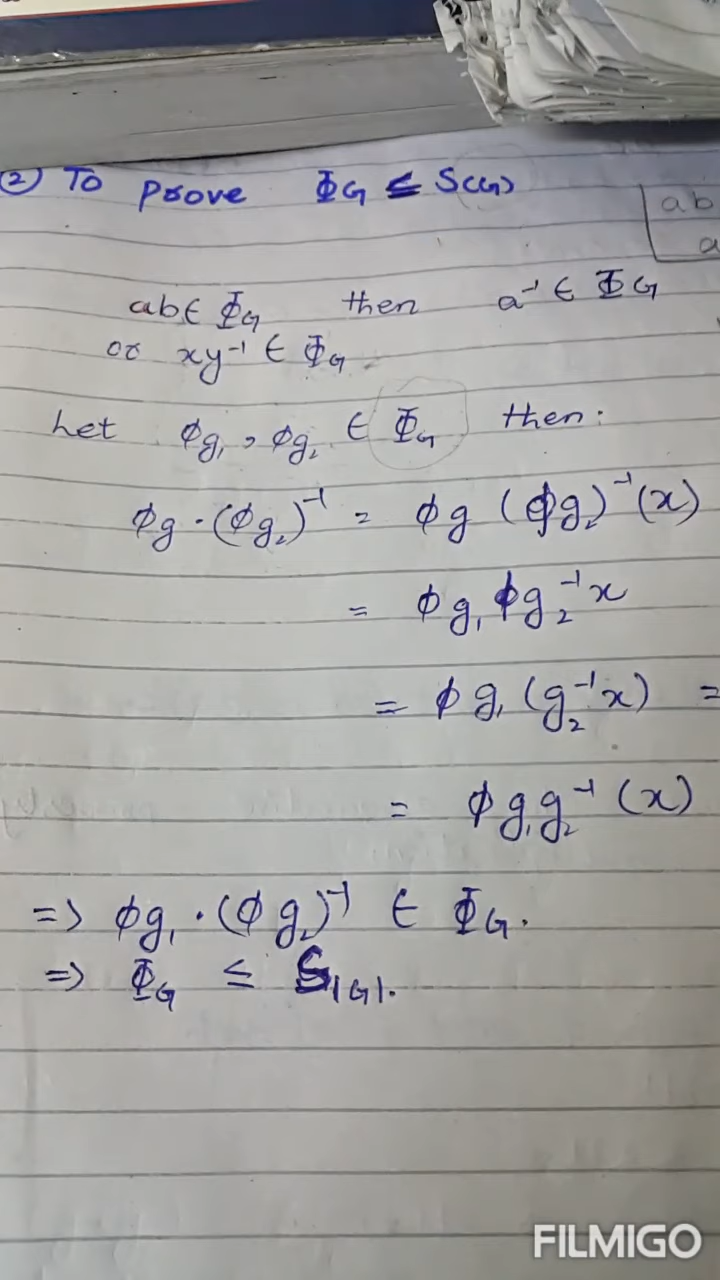 (2) To prove Φ_G ≤ S(G)
ab
a
ab ∈ Φ_G then a⁻¹ ∈ Φ_G
or xy⁻¹ ∈ Φ_G
Let ϕg₁, ϕg₂ ∈ Φ_G then:
ϕg · (ϕg₂)⁻¹ = ϕg (ϕg₂)⁻¹(x)
= ϕg₁ ϕg₂⁻¹x
= ϕg₁(g₂⁻¹x) =
= ϕg₁g₂⁻¹(x)
=> ϕg₁ · (ϕg₂)⁻¹ ∈ Φ_G.
=> Φ_G ≤ S_|G|.
FILMIGO